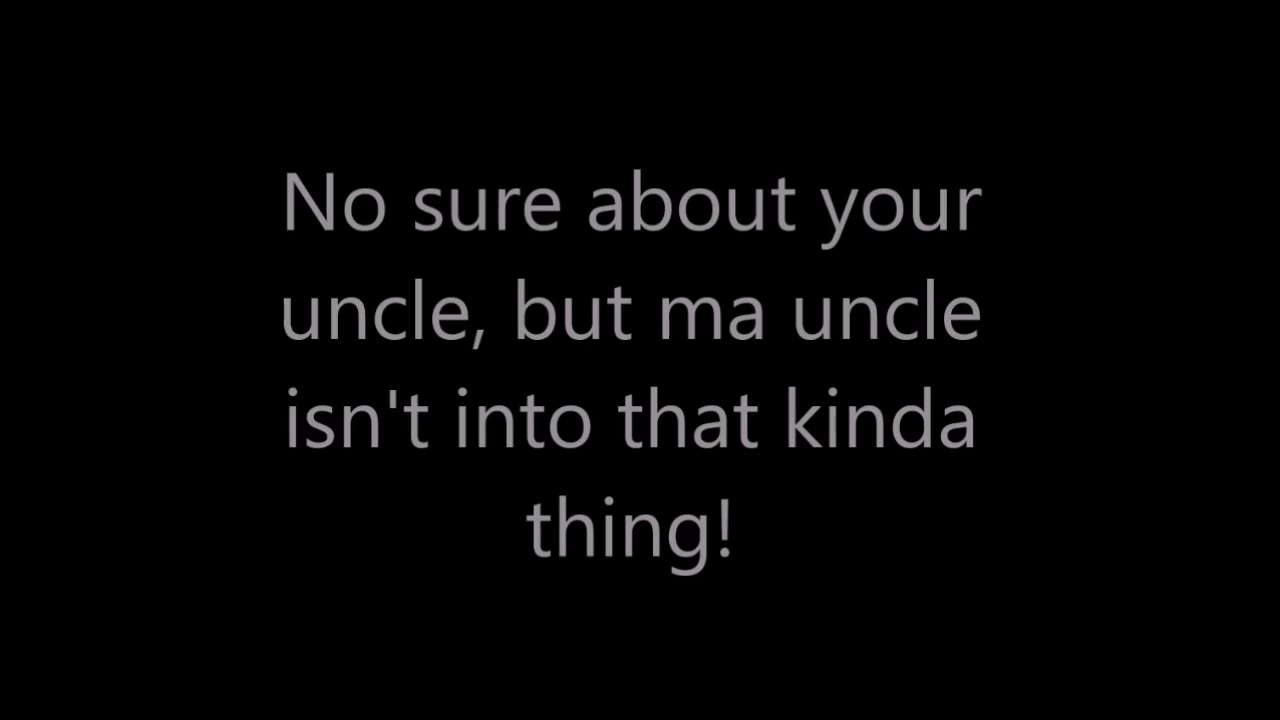 No sure about your
uncle, but ma uncle
isn't into that kinda
thing!